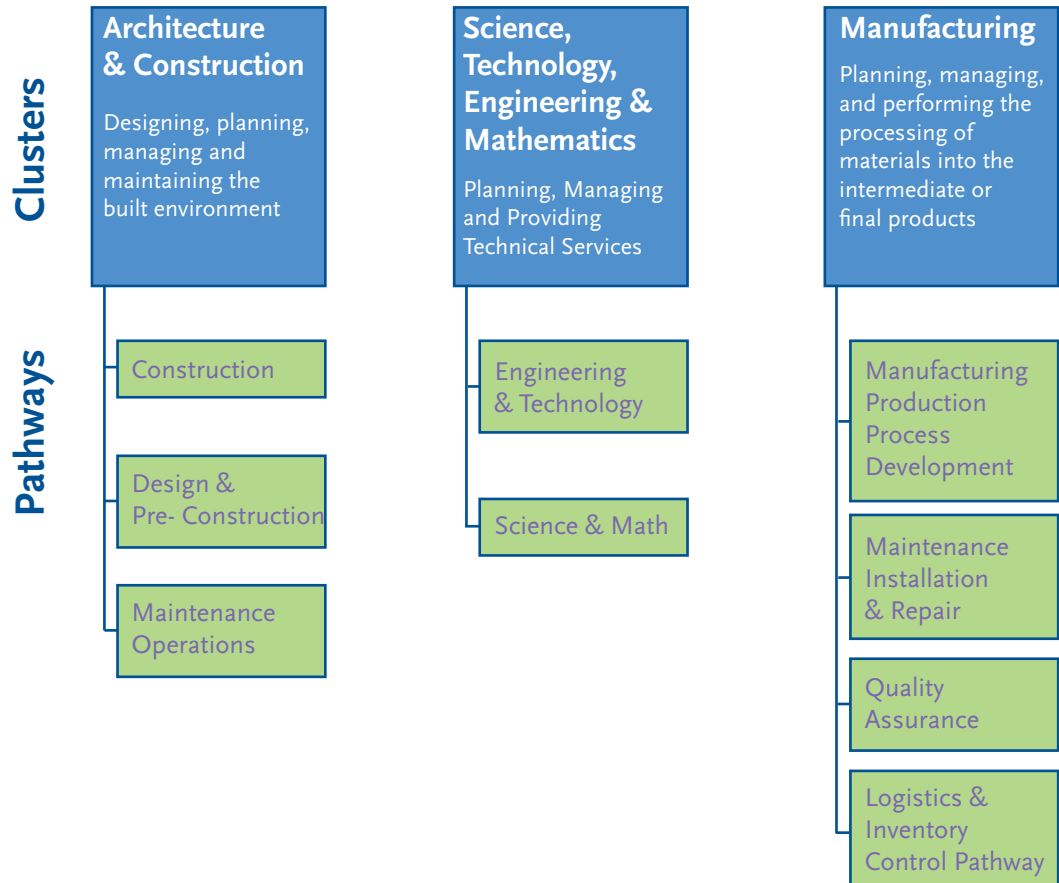 Clusters
Architecture
& Construction
Designing, planning,
managing and
maintaining the
built environment
Science,
Technology,
Engineering &
Mathematics
Planning, Managing
and Providing
Technical Services
Manufacturing
Planning, managing,
and performing the
processing of
materials into the
intermediate or
final products
Pathways
Construction
Design &
Pre- Construction
Maintenance
Operations
Engineering
& Technology
Science & Math
Manufacturing
Production
Process
Development
Maintenance
Installation
& Repair
Quality
Assurance
Logistics &
Inventory
Control Pathway